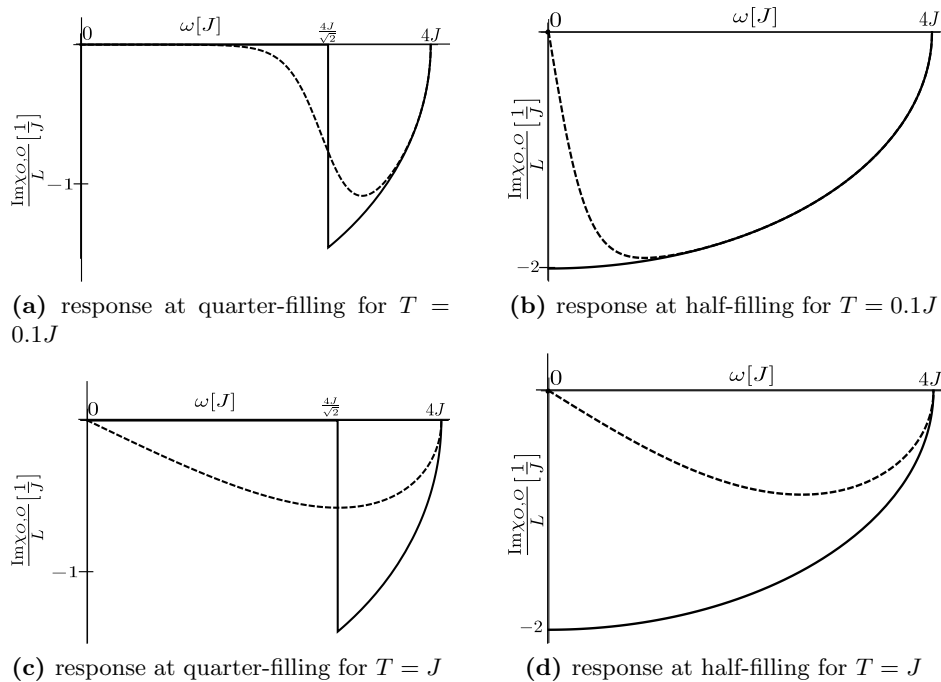 0 ω[J] 4J/√2 4J
Imχ_{O,O}/L [1/J]
−1
(a) response at quarter-filling for T =
0.1J
0 ω[J] 4J
Imχ_{O,O}/L [1/J]
−2
(b) response at half-filling for T = 0.1J
0 ω[J] 4J/√2 4J
Imχ_{O,O}/L [1/J]
−1
(c) response at quarter-filling for T = J
0 ω[J] 4J
Imχ_{O,O}/L [1/J]
−2
(d) response at half-filling for T = J